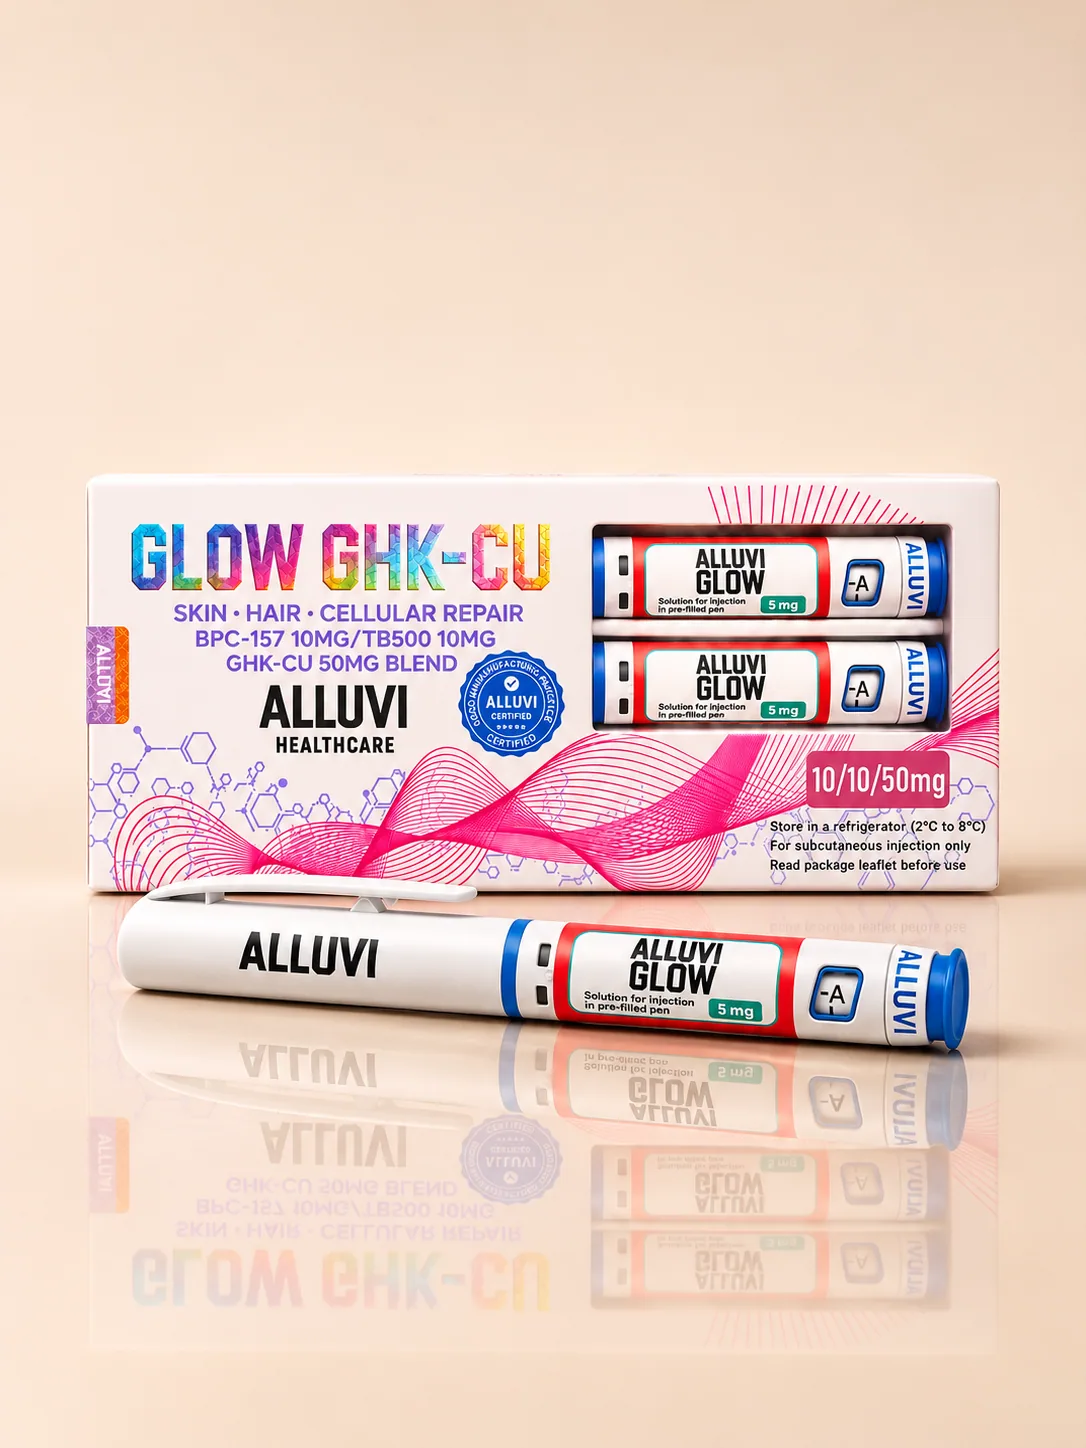 GLOW GHK-CU
SKIN • HAIR • CELLULAR REPAIR
BPC-157 10MG/TB500 10MG
GHK-CU 50MG BLEND
ALLUVI
HEALTHCARE
ALLUVI
CERTIFIED
CERTIFIED
ALLUVI
ALLUVI
GLOW
Solution for injection
in pre-filled pen
5 mg
-A
ALLUVI
ALLUVI
GLOW
Solution for injection
in pre-filled pen
5 mg
-A
ALLUVI
10/10/50mg
Store in a refrigerator (2°C to 8°C)
For subcutaneous injection only
Read package leaflet before use
ALLUVI
ALLUVI
GLOW
Solution for injection
in pre-filled pen
5 mg
-A
ALLUVI